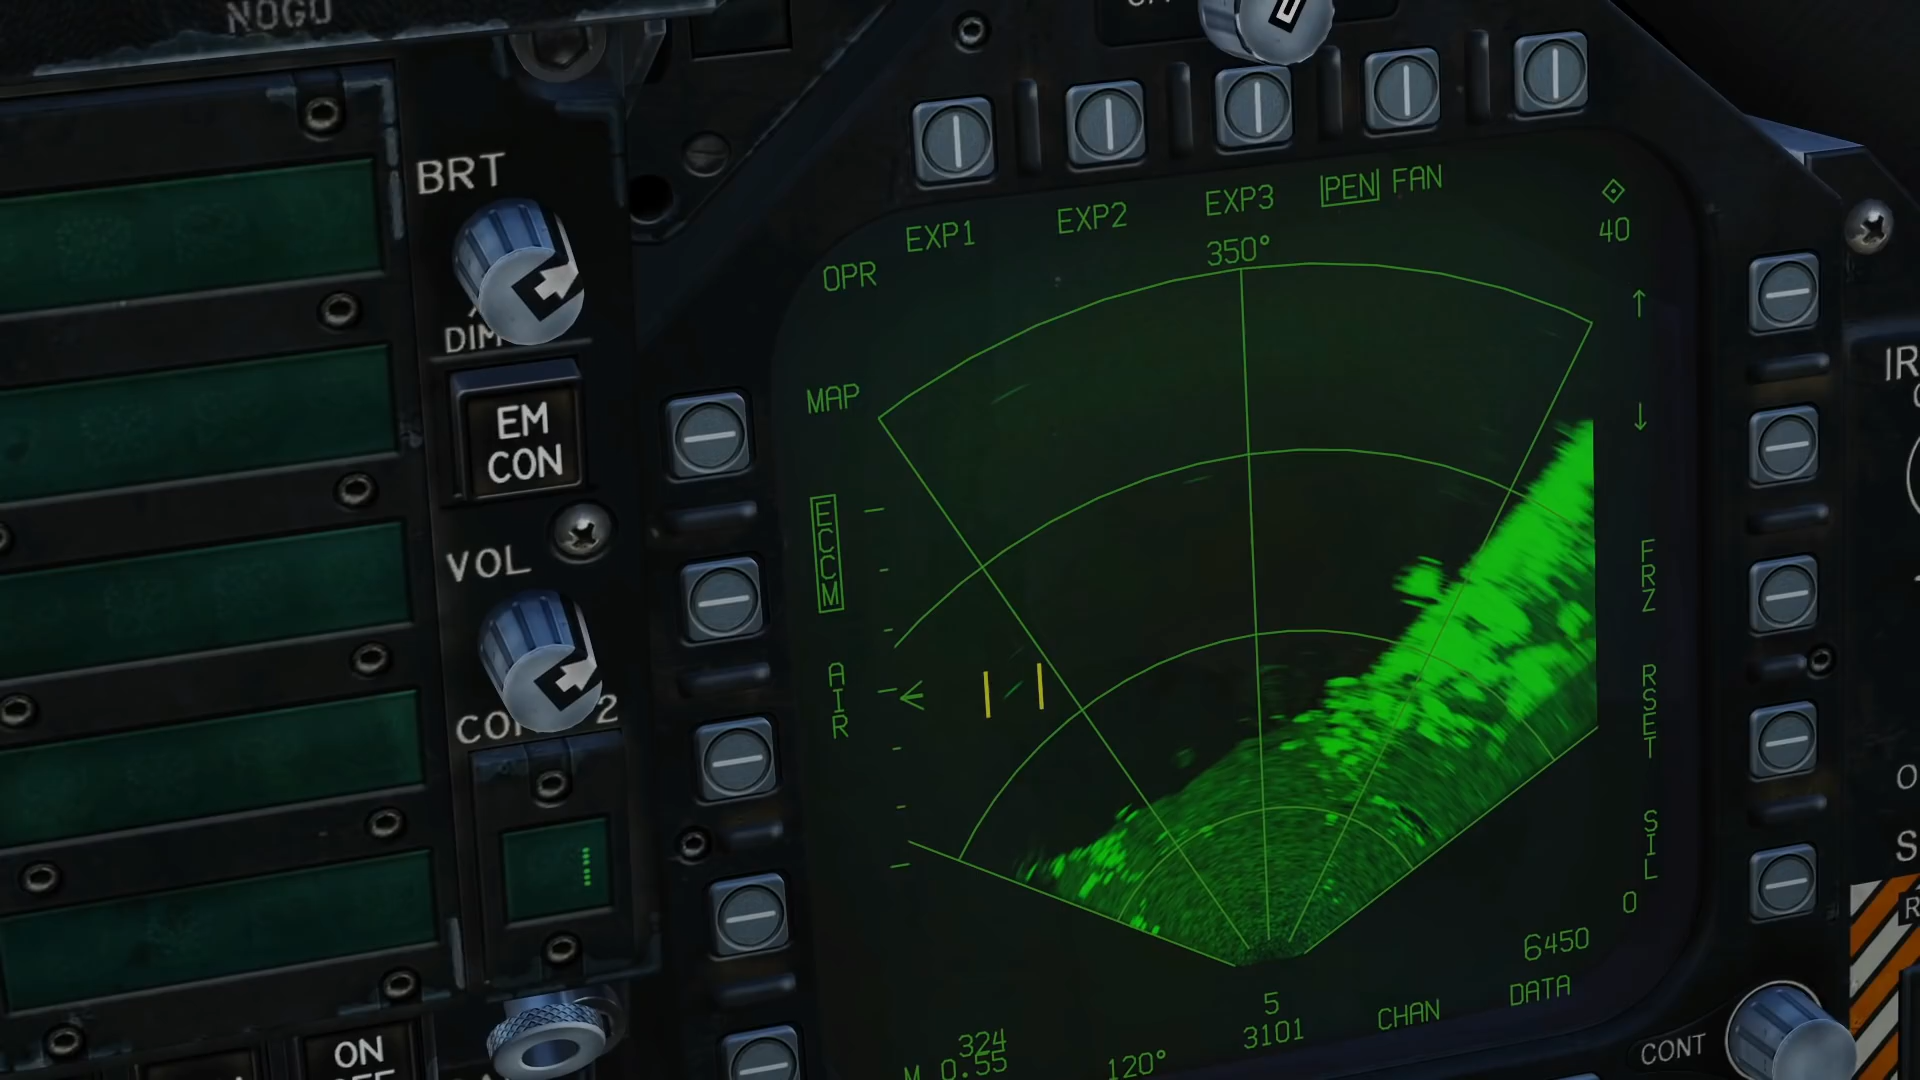 NOGO
BRT
DIM
EM
CON
VOL
2
ON
EXP1
EXP2
EXP3
PEN
FAN
40
OPR
350°
MAP
ECCM
AIR
FRZ
RSET
SIL
0
6450
DATA
CHAN
5
3101
120°
324
M 0.55
CONT
IR